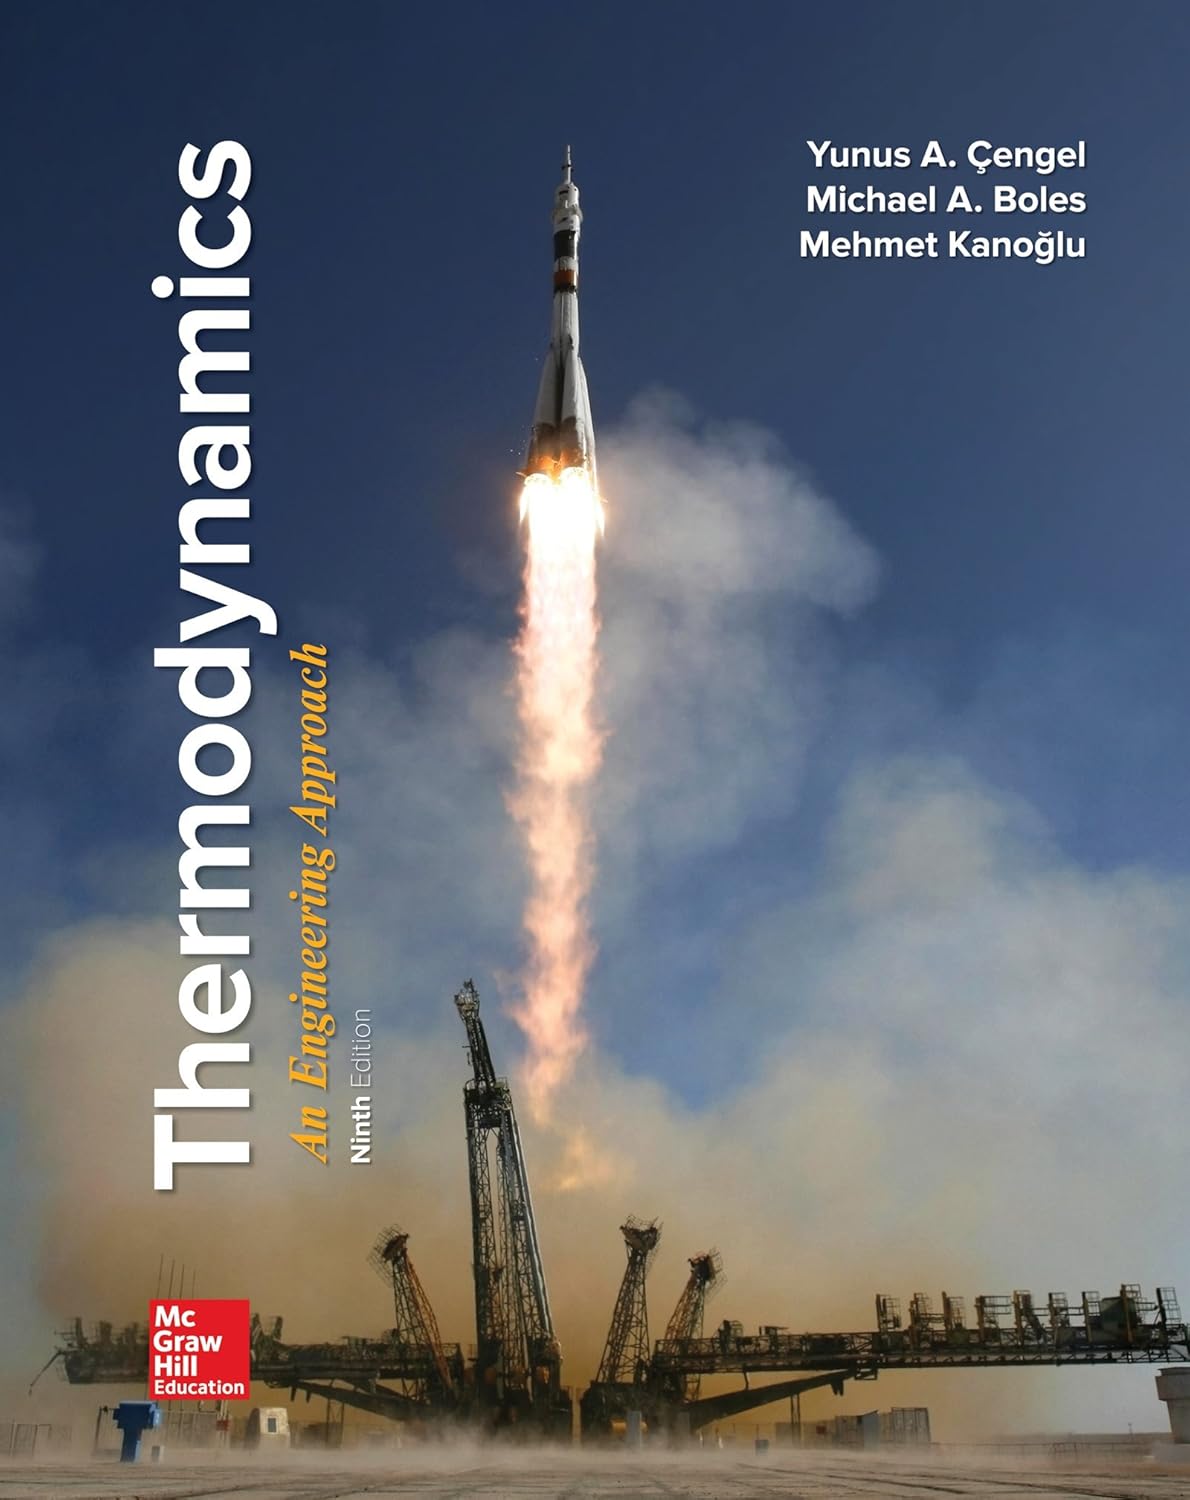 Thermodynamics
An Engineering Approach
Ninth Edition
Yunus A. Çengel
Michael A. Boles
Mehmet Kanoğlu
Mc
Graw
Hill
Education